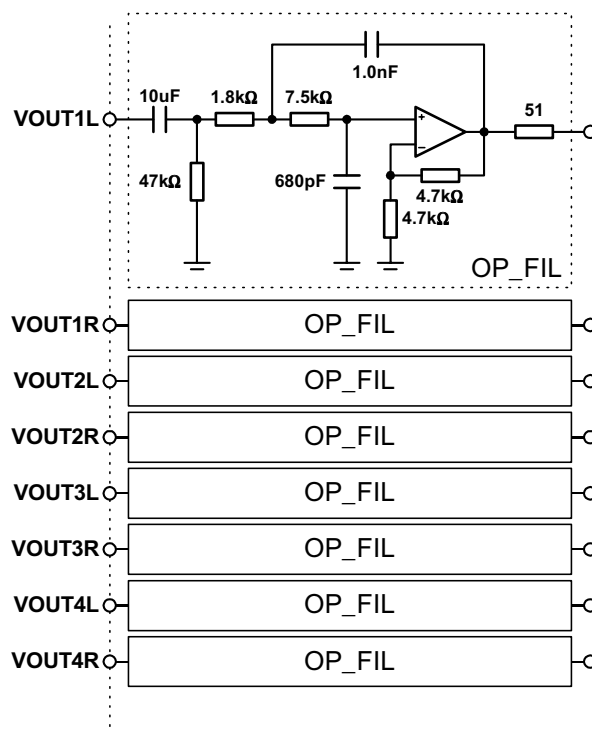 1.0nF
10uF
1.8kΩ
7.5kΩ
51
VOUT1L
+
−
47kΩ
680pF
4.7kΩ
4.7kΩ
OP_FIL
VOUT1R OP_FIL
VOUT2L OP_FIL
VOUT2R OP_FIL
VOUT3L OP_FIL
VOUT3R OP_FIL
VOUT4L OP_FIL
VOUT4R OP_FIL